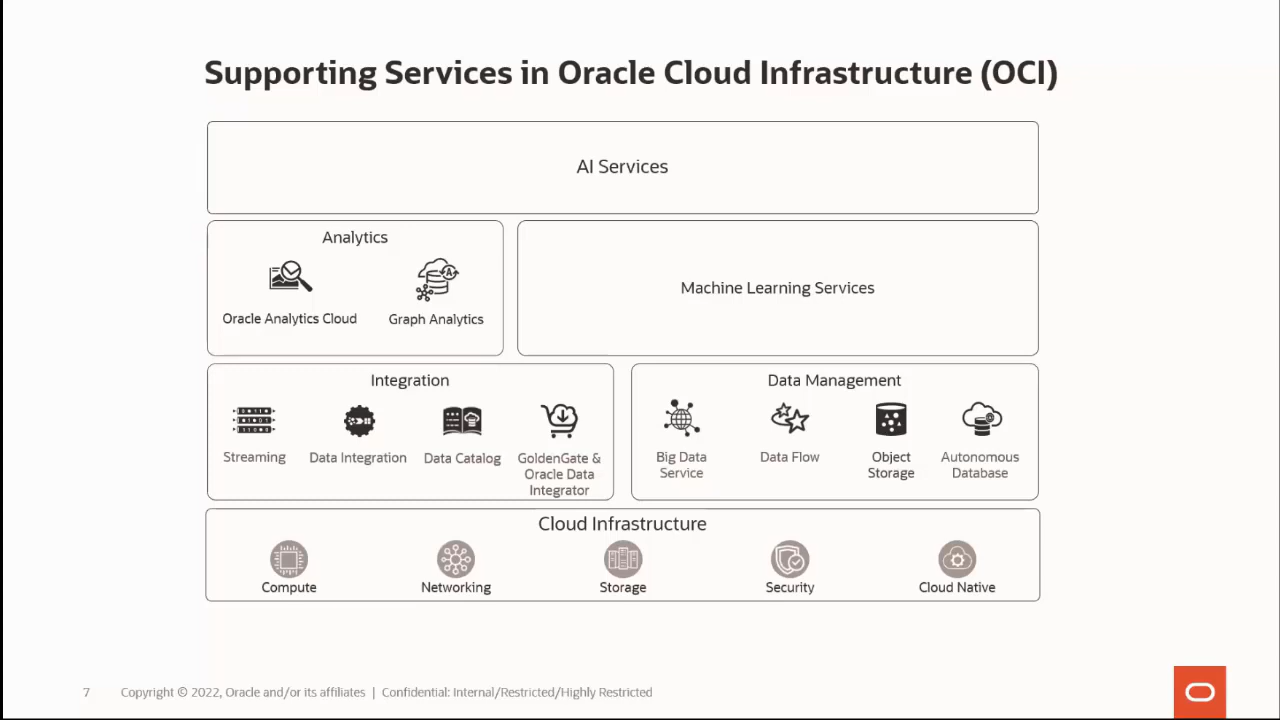 Supporting Services in Oracle Cloud Infrastructure (OCI)
AI Services
Analytics
Oracle Analytics Cloud
Graph Analytics
Machine Learning Services
Integration
Streaming
Data Integration
Data Catalog
GoldenGate &
Oracle Data
Integrator
Data Management
Big Data
Service
Data Flow
Object
Storage
Autonomous
Database
Cloud Infrastructure
Compute
Networking
Storage
Security
Cloud Native
7 Copyright © 2022, Oracle and/or its affiliates | Confidential: Internal/Restricted/Highly Restricted